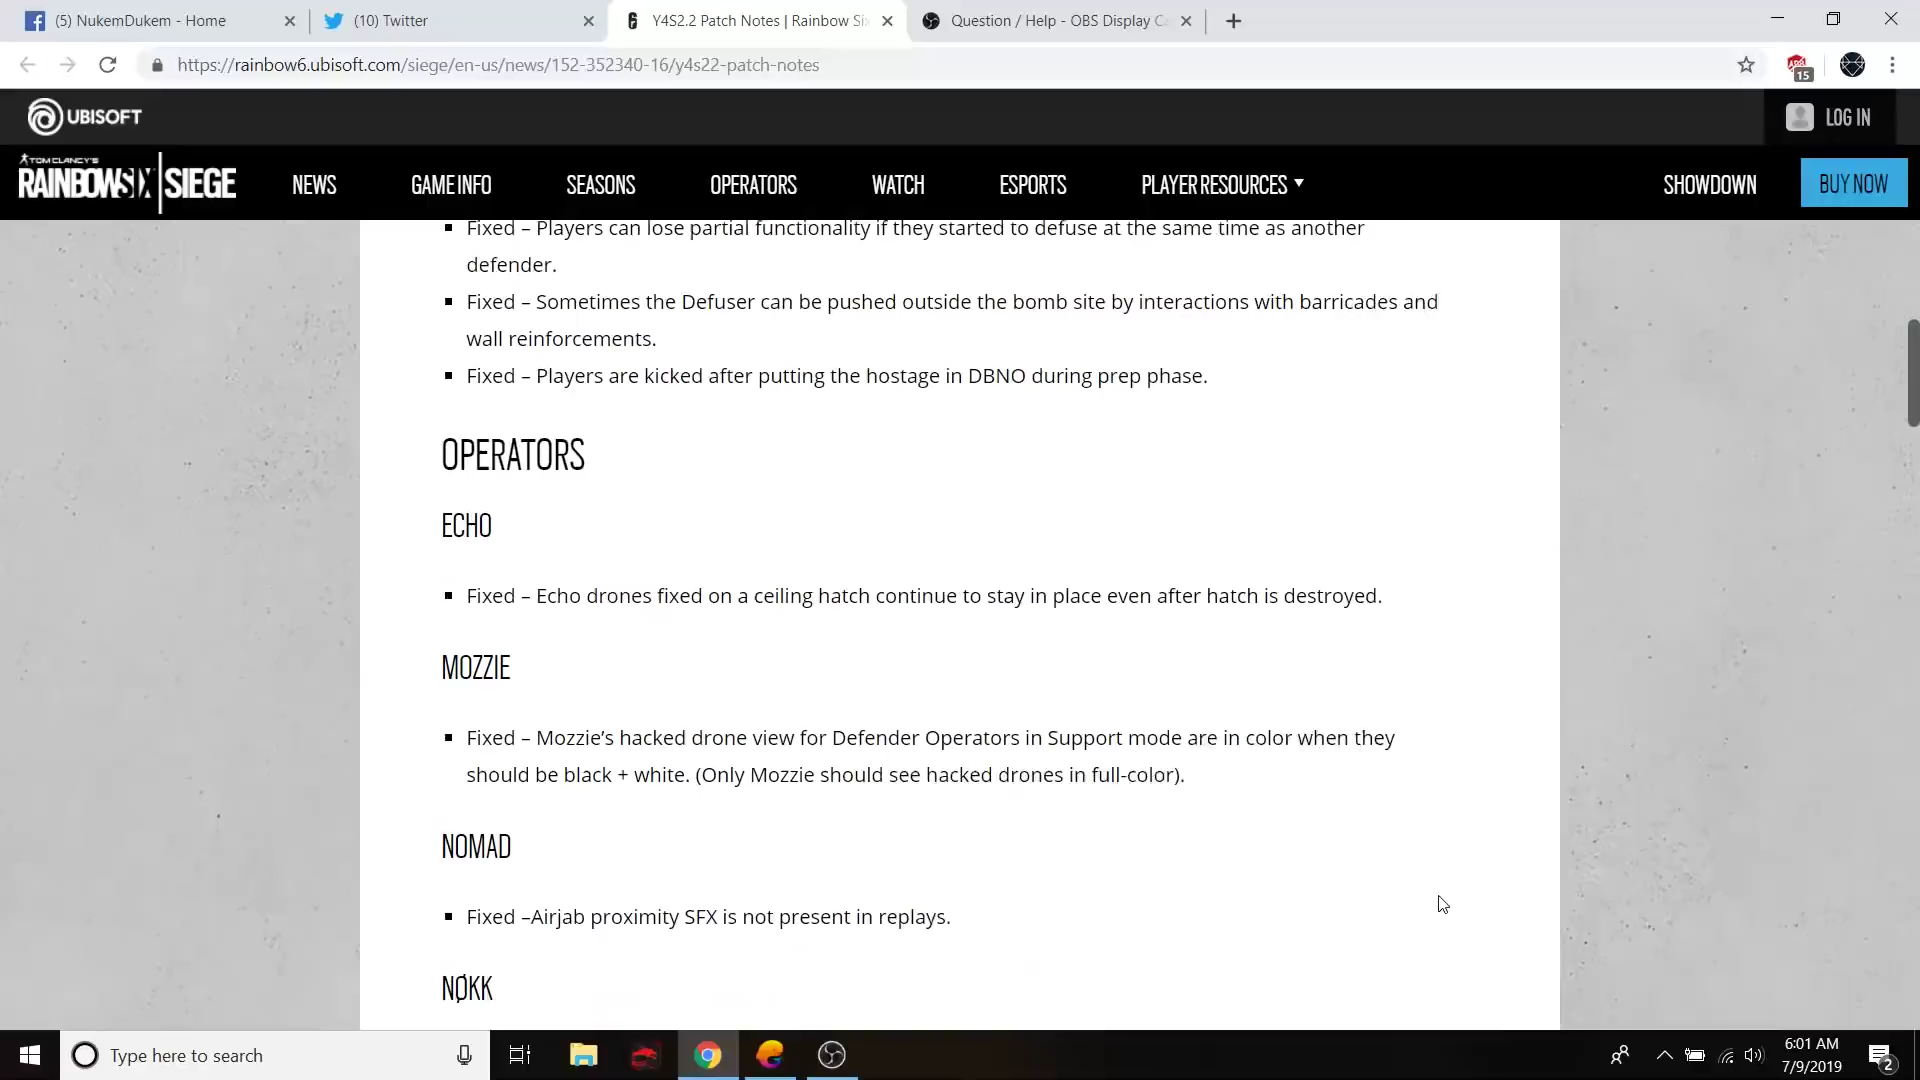 (5) NukemDukem - Home
(10) Twitter
Y4S2.2 Patch Notes | Rainbow Six
Question / Help - OBS Display Ca
https://rainbow6.ubisoft.com/siege/en-us/news/152-352340-16/y4s22-patch-notes
15
UBISOFT
LOG IN
TOM CLANCY'S
RAINBOW SIX | SIEGE
NEWS
GAME INFO
SEASONS
OPERATORS
WATCH
ESPORTS
PLAYER RESOURCES
SHOWDOWN
BUY NOW
Fixed – Players can lose partial functionality if they started to defuse at the same time as another
defender.
Fixed – Sometimes the Defuser can be pushed outside the bomb site by interactions with barricades and
wall reinforcements.
Fixed – Players are kicked after putting the hostage in DBNO during prep phase.
OPERATORS
ECHO
Fixed – Echo drones fixed on a ceiling hatch continue to stay in place even after hatch is destroyed.
MOZZIE
Fixed – Mozzie’s hacked drone view for Defender Operators in Support mode are in color when they
should be black + white. (Only Mozzie should see hacked drones in full-color).
NOMAD
Fixed –Airjab proximity SFX is not present in replays.
NØKK
Type here to search
6:01 AM
7/9/2019
2